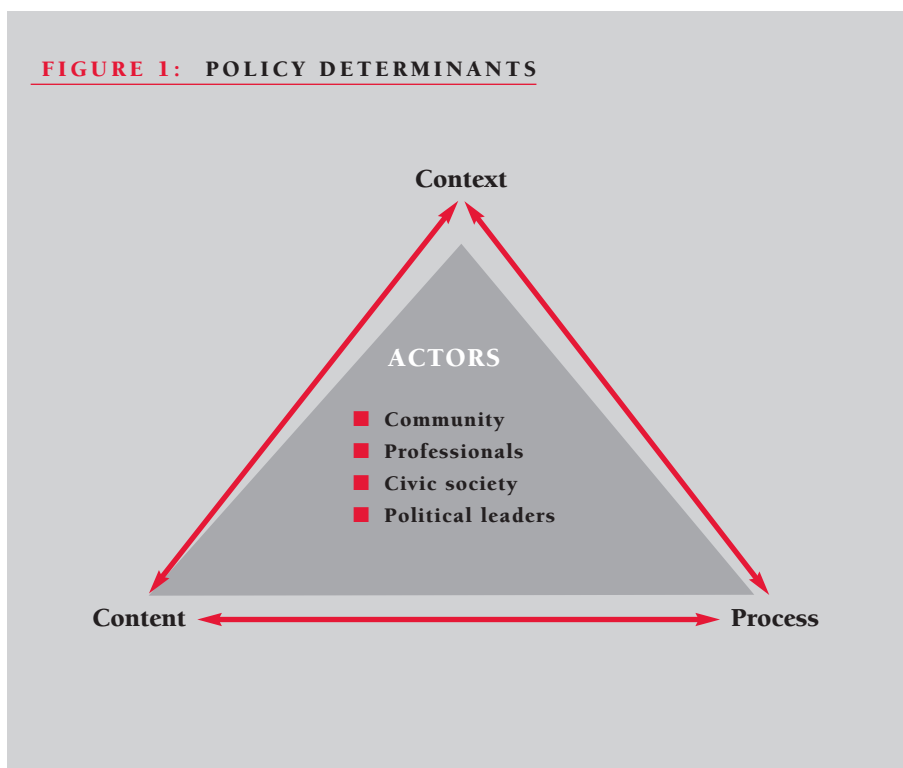 FIGURE 1: POLICY DETERMINANTS
Context
ACTORS
Community
Professionals
Civic society
Political leaders
Content
Process